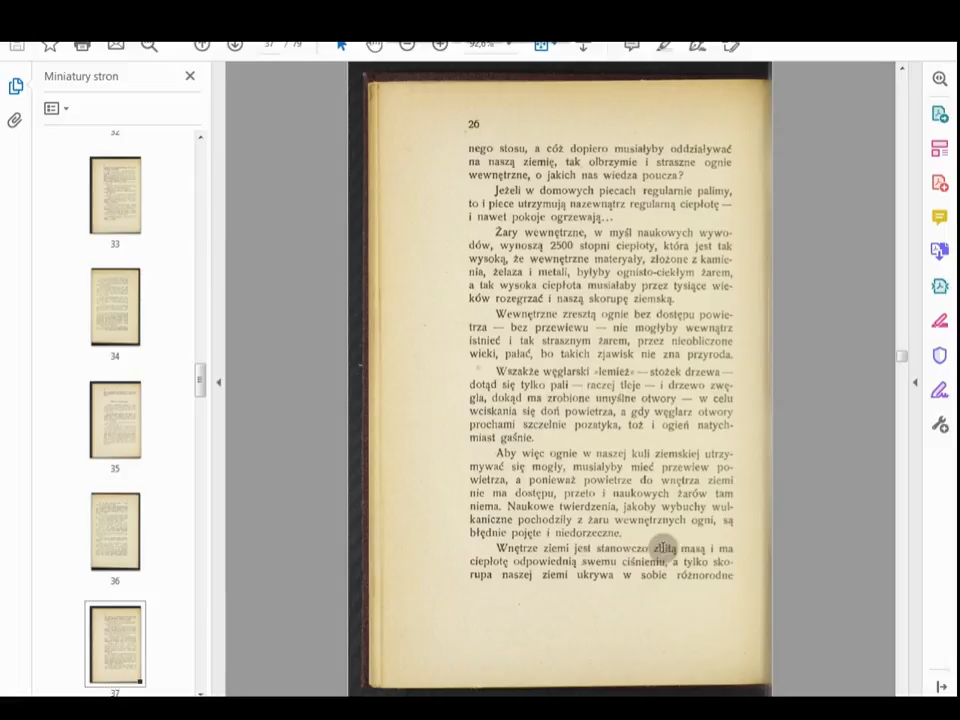 37 / 79
92,6%
Miniatury stron
32
33
34
35
36
37
26
nego stosu, a cóż dopiero musiałyby oddziaływać
na naszą ziemię, tak olbrzymie i straszne ognie
wewnętrzne, o jakich nas wiedza poucza?
Jeżeli w domowych piecach regularnie palimy,
to i piece utrzymują nazewnątrz regularną ciepłotę —
i nawet pokoje ogrzewają...
Żary wewnętrzne, w myśl naukowych wywo-
dów, wynoszą 2500 stopni ciepłoty, która jest tak
wysoką, że wewnętrzne materyały, złożone z kamie-
nia, żelaza i metali, byłyby ognisto-ciekłym żarem,
a tak wysoka ciepłota musiałaby przez tysiące wie-
ków rozegrzać i naszą skorupę ziemską.
Wewnętrzne zresztą ognie bez dostępu powie-
trza — bez przewiewu — nie mogłyby wewnątrz
istnieć i tak strasznym żarem, przez nieobliczone
wieki, pałać, bo takich zjawisk nie zna przyroda.
Wszakże węglarski »lemież« — stożek drzewa —
dotąd się tylko pali — raczej tleje — i drzewo zwę-
gla, dokąd ma zrobione umyślne otwory — w celu
wciskania się doń powietrza, a gdy węglarz otwory
prochami szczelnie pozatyka, toż i ogień natych-
miast gaśnie.
Aby więc ognie w naszej kuli ziemskiej utrzy-
mywać się mogły, musiałyby mieć przewiew po-
wietrza, a ponieważ powietrze do wnętrza ziemi
nie ma dostępu, przeto i naukowych żarów tam
niema. Naukowe twierdzenia, jakoby wybuchy wul-
kaniczne pochodziły z żaru wewnętrznych ogni, są
błędnie pojęte i niedorzeczne.
Wnętrze ziemi jest stanowczo zbitą masą i ma
ciepłotę odpowiednią swemu ciśnieniu, a tylko sko-
rupa naszej ziemi ukrywa w sobie różnorodne